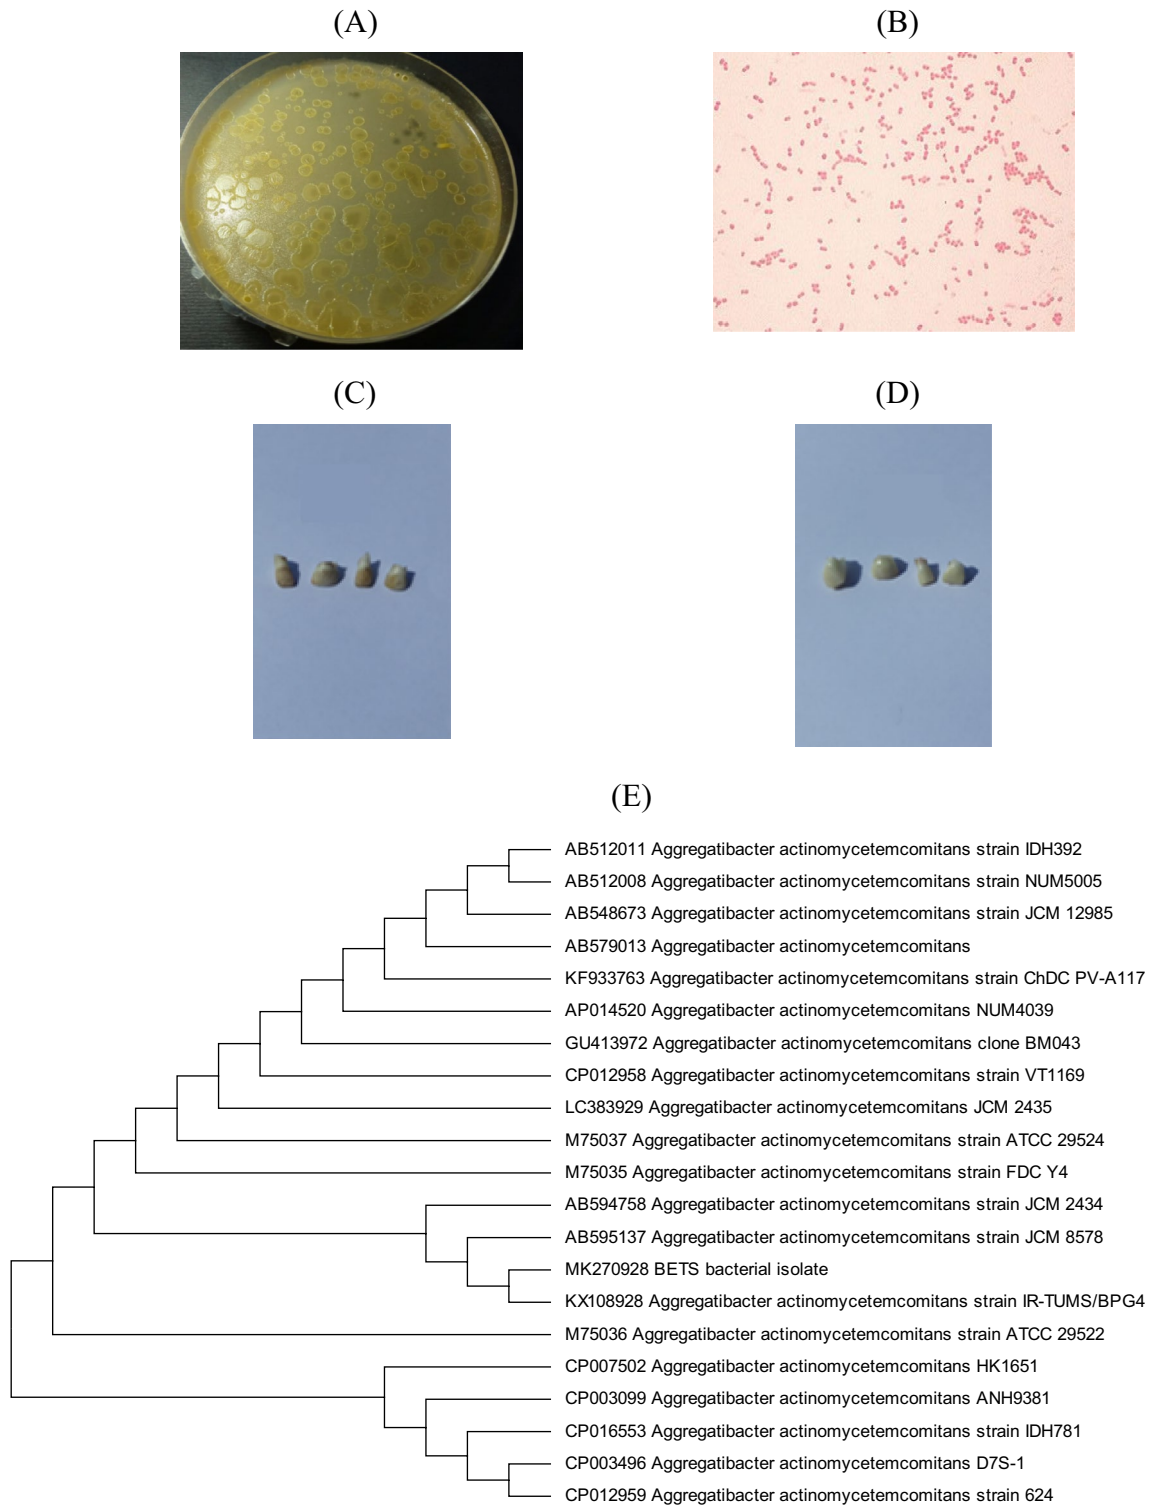 (A)
(B)
(C)
(D)
(E)
AB512011 Aggregatibacter actinomycetemcomitans strain IDH392
AB512008 Aggregatibacter actinomycetemcomitans strain NUM5005
AB548673 Aggregatibacter actinomycetemcomitans strain JCM 12985
AB579013 Aggregatibacter actinomycetemcomitans
KF933763 Aggregatibacter actinomycetemcomitans strain ChDC PV-A117
AP014520 Aggregatibacter actinomycetemcomitans NUM4039
GU413972 Aggregatibacter actinomycetemcomitans clone BM043
CP012958 Aggregatibacter actinomycetemcomitans strain VT1169
LC383929 Aggregatibacter actinomycetemcomitans JCM 2435
M75037 Aggregatibacter actinomycetemcomitans strain ATCC 29524
M75035 Aggregatibacter actinomycetemcomitans strain FDC Y4
AB594758 Aggregatibacter actinomycetemcomitans strain JCM 2434
AB595137 Aggregatibacter actinomycetemcomitans strain JCM 8578
MK270928 BETS bacterial isolate
KX108928 Aggregatibacter actinomycetemcomitans strain IR-TUMS/BPG4
M75036 Aggregatibacter actinomycetemcomitans strain ATCC 29522
CP007502 Aggregatibacter actinomycetemcomitans HK1651
CP003099 Aggregatibacter actinomycetemcomitans ANH9381
CP016553 Aggregatibacter actinomycetemcomitans strain IDH781
CP003496 Aggregatibacter actinomycetemcomitans D7S-1
CP012959 Aggregatibacter actinomycetemcomitans strain 624